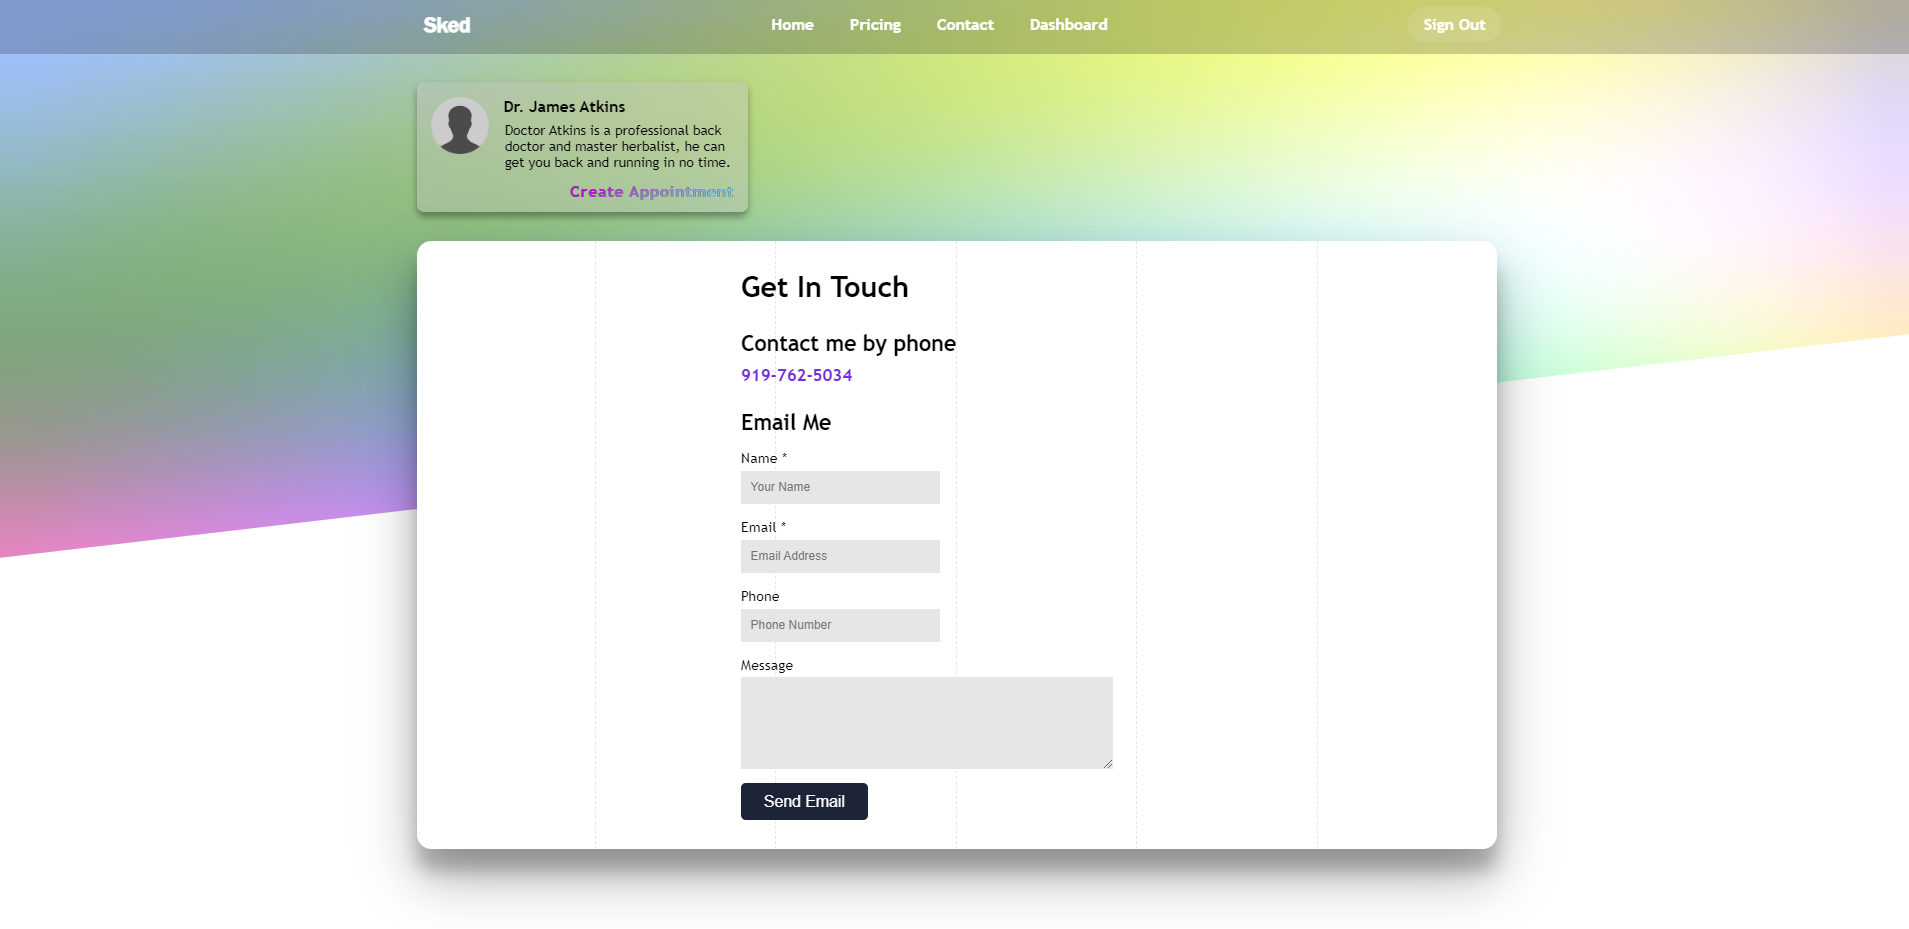 Sked
Home
Pricing
Contact
Dashboard
Sign Out
Dr. James Atkins
Doctor Atkins is a professional back
doctor and master herbalist, he can
get you back and running in no time.
Create Appointment
Get In Touch
Contact me by phone
919-762-5034
Email Me
Name *
Your Name
Email *
Email Address
Phone
Phone Number
Message
Send Email